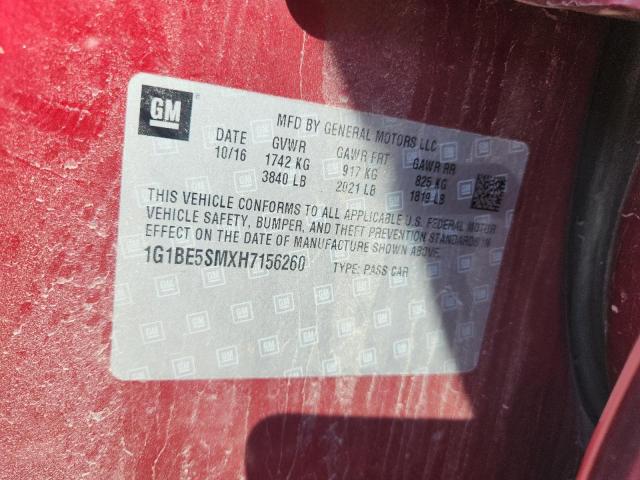 GM
MFD BY GENERAL MOTORS LLC
DATE GVWR GAWR FRT GAWR RR
10/16 1742 KG 917 KG 825 KG
3840 LB 2021 LB 1819 LB
THIS VEHICLE CONFORMS TO ALL APPLICABLE U.S. FEDERAL MOTOR
VEHICLE SAFETY, BUMPER, AND THEFT PREVENTION STANDARDS IN
EFFECT ON THE DATE OF MANUFACTURE SHOWN ABOVE.
1G1BE5SMXH7156260 TYPE: PASS CAR